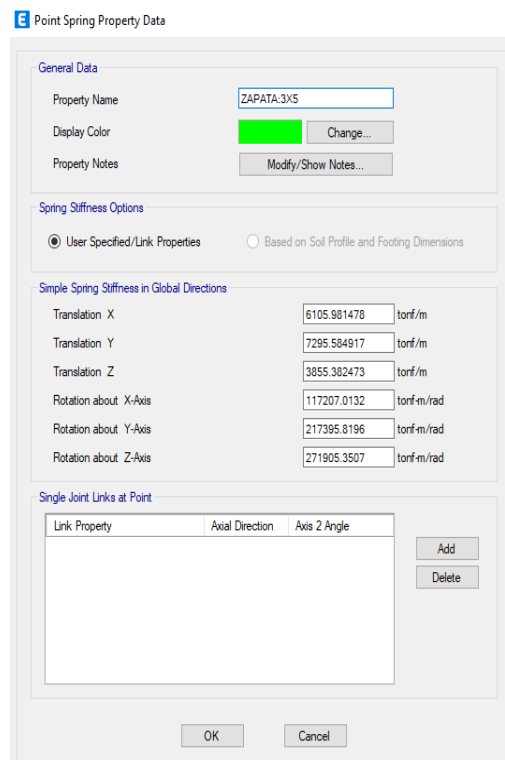 E Point Spring Property Data
General Data
Property Name ZAPATA:3X5
Display Color Change...
Property Notes Modify/Show Notes...
Spring Stiffness Options
User Specified/Link Properties Based on Soil Profile and Footing Dimensions
Simple Spring Stiffness in Global Directions
Translation X 6105.981478 tonf/m
Translation Y 7295.584917 tonf/m
Translation Z 3855.382473 tonf/m
Rotation about X-Axis 117207.0132 tonf-m/rad
Rotation about Y-Axis 217395.8196 tonf-m/rad
Rotation about Z-Axis 271905.3507 tonf-m/rad
Single Joint Links at Point
Link Property Axial Direction Axis 2 Angle
Add
Delete
OK Cancel